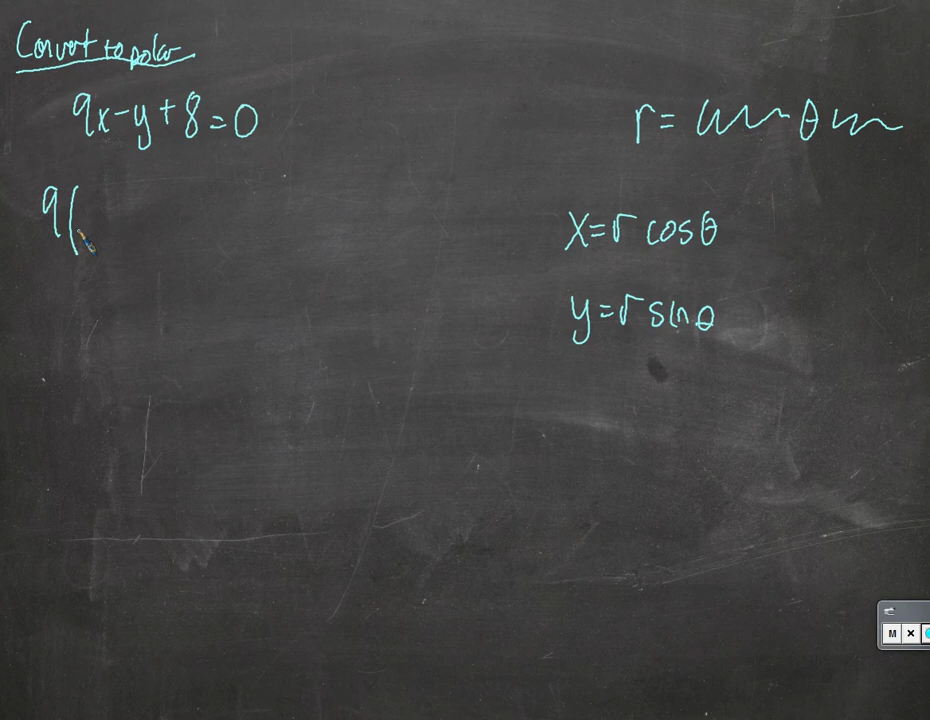 Convert to polar
9x-y+8=0
r= θ
9(
x=r cosθ
y=r sinθ
M